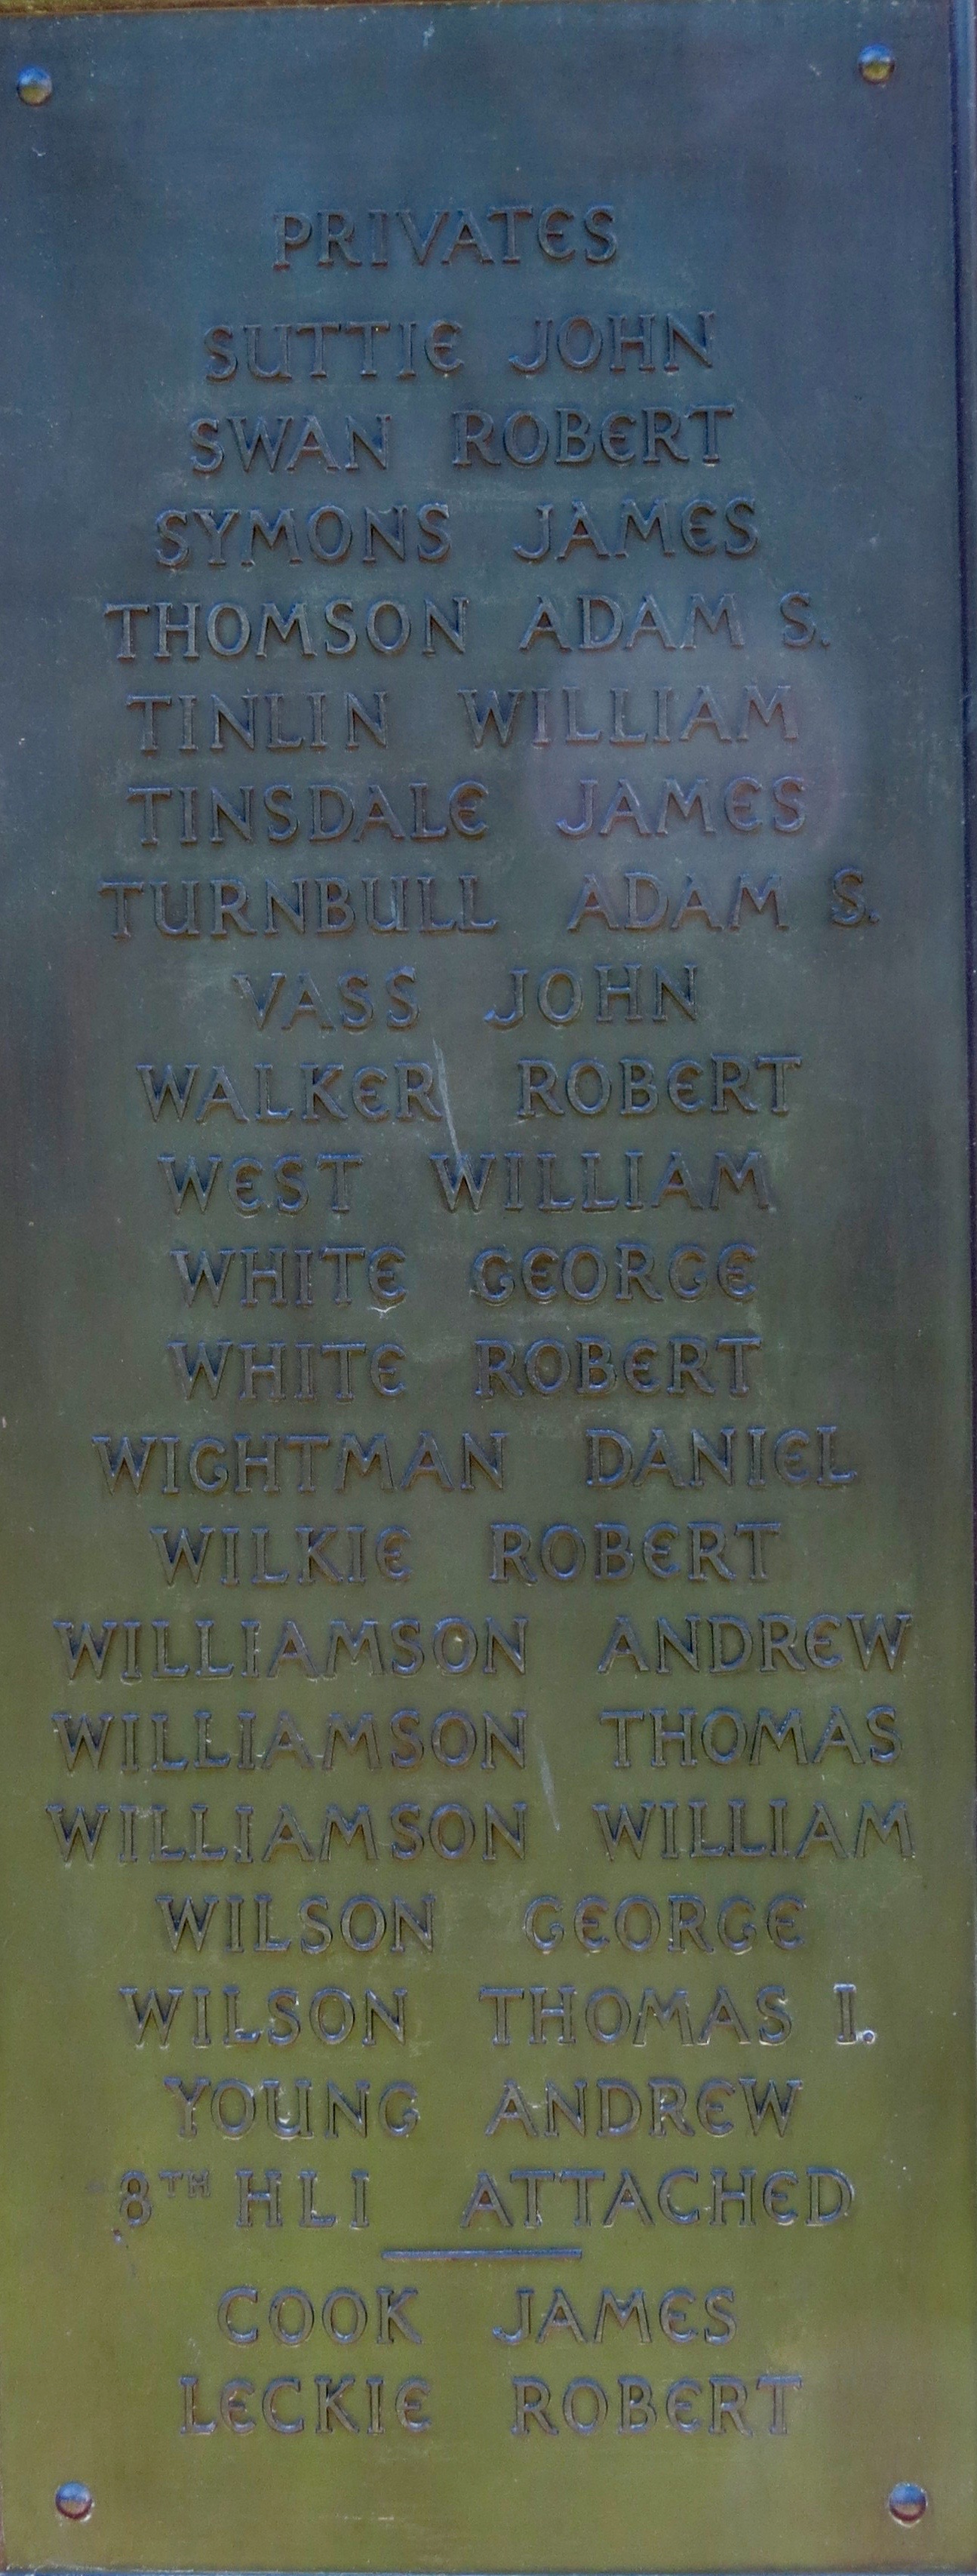 PRIVATES
SUTTIE JOHN
SWAN ROBERT
SYMONS JAMES
THOMSON ADAM S.
TINLIN WILLIAM
TINSDALE JAMES
TURNBULL ADAM S.
VASS JOHN
WALKER ROBERT
WEST WILLIAM
WHITE GEORGE
WHITE ROBERT
WIGHTMAN DANIEL
WILKIE ROBERT
WILLIAMSON ANDREW
WILLIAMSON THOMAS
WILLIAMSON WILLIAM
WILSON GEORGE
WILSON THOMAS I.
YOUNG ANDREW
8TH HLI ATTACHED
COOK JAMES
LECKIE ROBERT